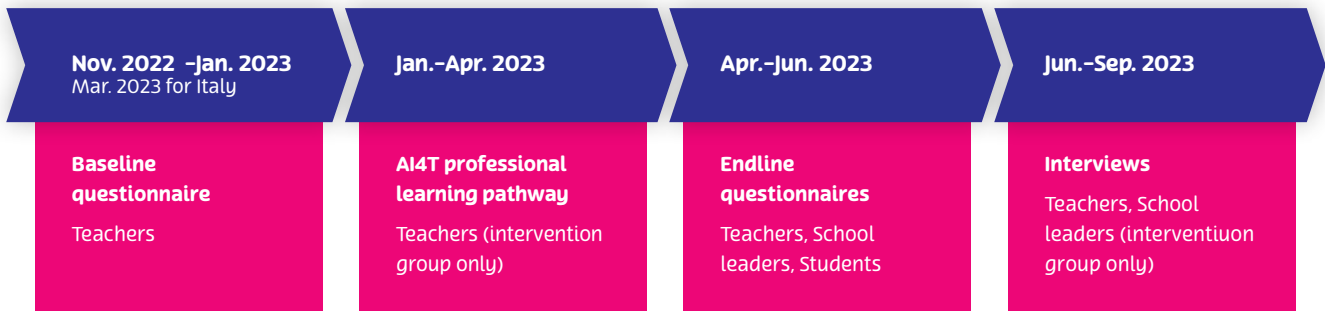 Nov. 2022 -Jan. 2023
Mar. 2023 for Italy
Baseline
questionnaire
Teachers
Jan.-Apr. 2023
AI4T professional
learning pathway
Teachers (intervention
group only)
Apr.-Jun. 2023
Endline
questionnaires
Teachers, School
leaders, Students
Jun.-Sep. 2023
Interviews
Teachers, School
leaders (interventiuon
group only)